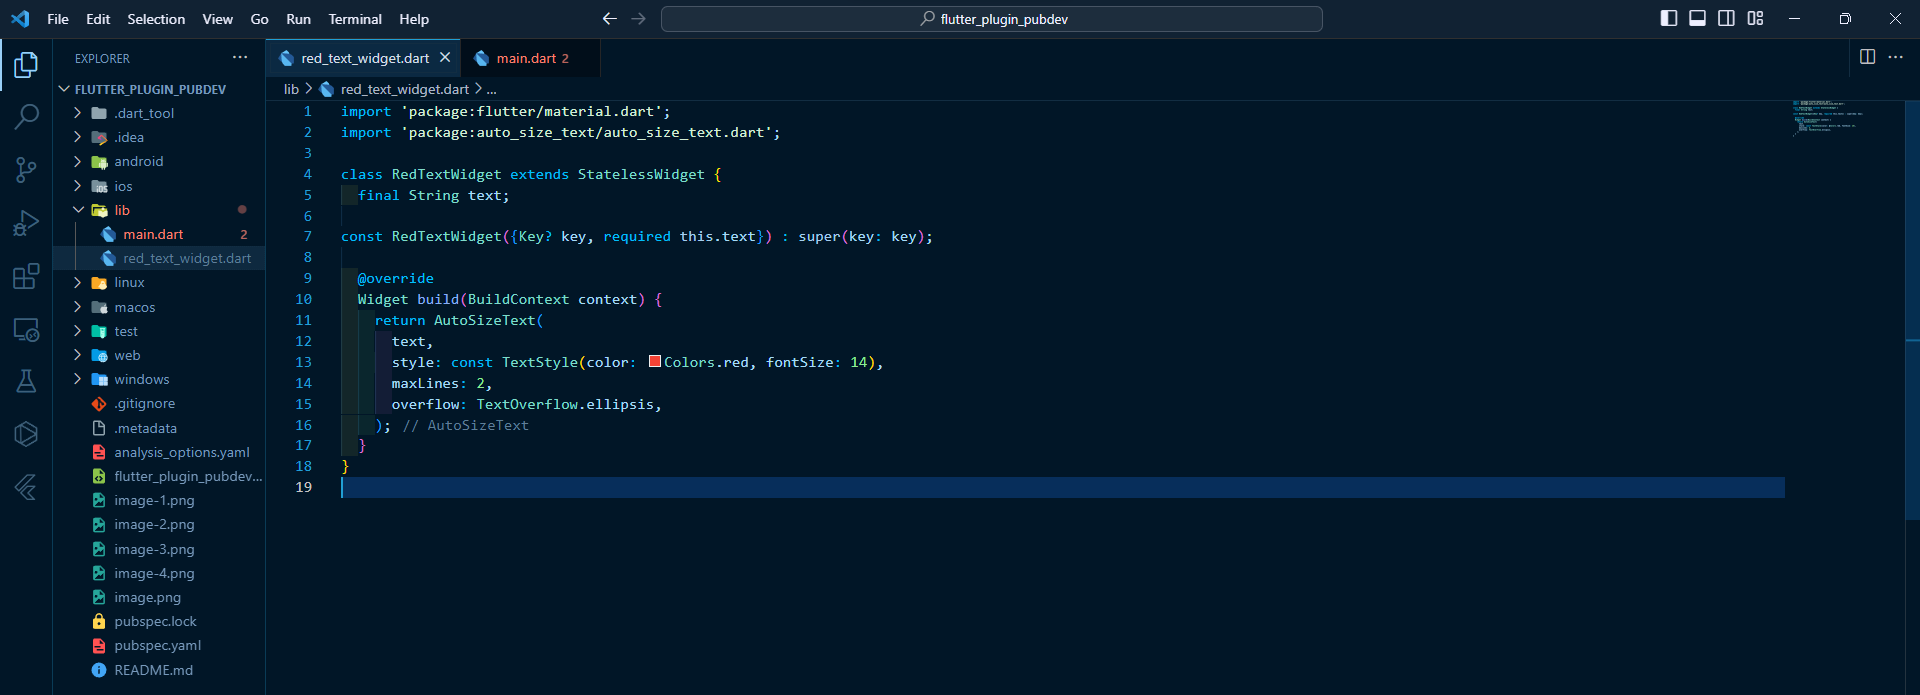 File Edit Selection View Go Run Terminal Help flutter_plugin_pubdev
EXPLORER
FLUTTER_PLUGIN_PUBDEV
.dart_tool
.idea
android
ios
lib
main.dart 2
red_text_widget.dart
linux
macos
test
web
windows
.gitignore
.metadata
analysis_options.yaml
flutter_plugin_pubdev...
image-1.png
image-2.png
image-3.png
image-4.png
image.png
pubspec.lock
pubspec.yaml
README.md
red_text_widget.dart main.dart 2
lib > red_text_widget.dart > ...
1 import 'package:flutter/material.dart';
2 import 'package:auto_size_text/auto_size_text.dart';
3
4 class RedTextWidget extends StatelessWidget {
5 final String text;
6
7 const RedTextWidget({Key? key, required this.text}) : super(key: key);
8
9 @override
10 Widget build(BuildContext context) {
11 return AutoSizeText(
12 text,
13 style: const TextStyle(color: Colors.red, fontSize: 14),
14 maxLines: 2,
15 overflow: TextOverflow.ellipsis,
16 ); // AutoSizeText
17 }
18 }
19